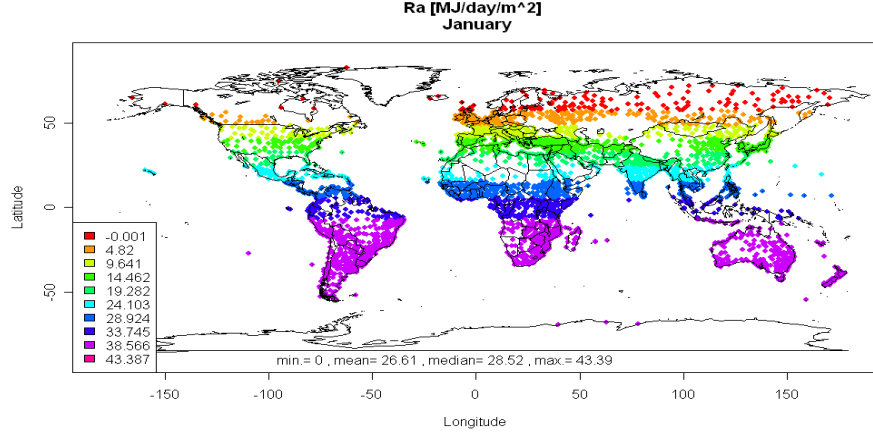 Ra [MJ/day/m^2]
January
Latitude
50
0
-50
-0.001
4.82
9.641
14.462
19.282
24.103
28.924
33.745
38.566
43.387
min.= 0 , mean= 26.61 , median= 28.52 , max.= 43.39
-150 -100 -50 0 50 100 150
Longitude